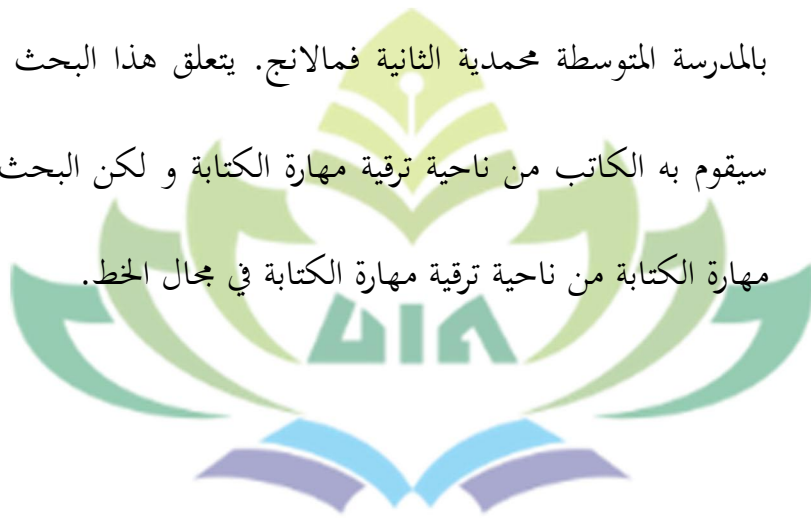 بالمدرسة المتوسطة محمدية الثانية فمالانج. يتعلق هذا البحث
سيقوم به الكاتب من ناحية ترقية مهارة الكتابة و لكن البحث
مهارة الكتابة من ناحية ترقية مهارة الكتابة في مجال الخط.
UIN